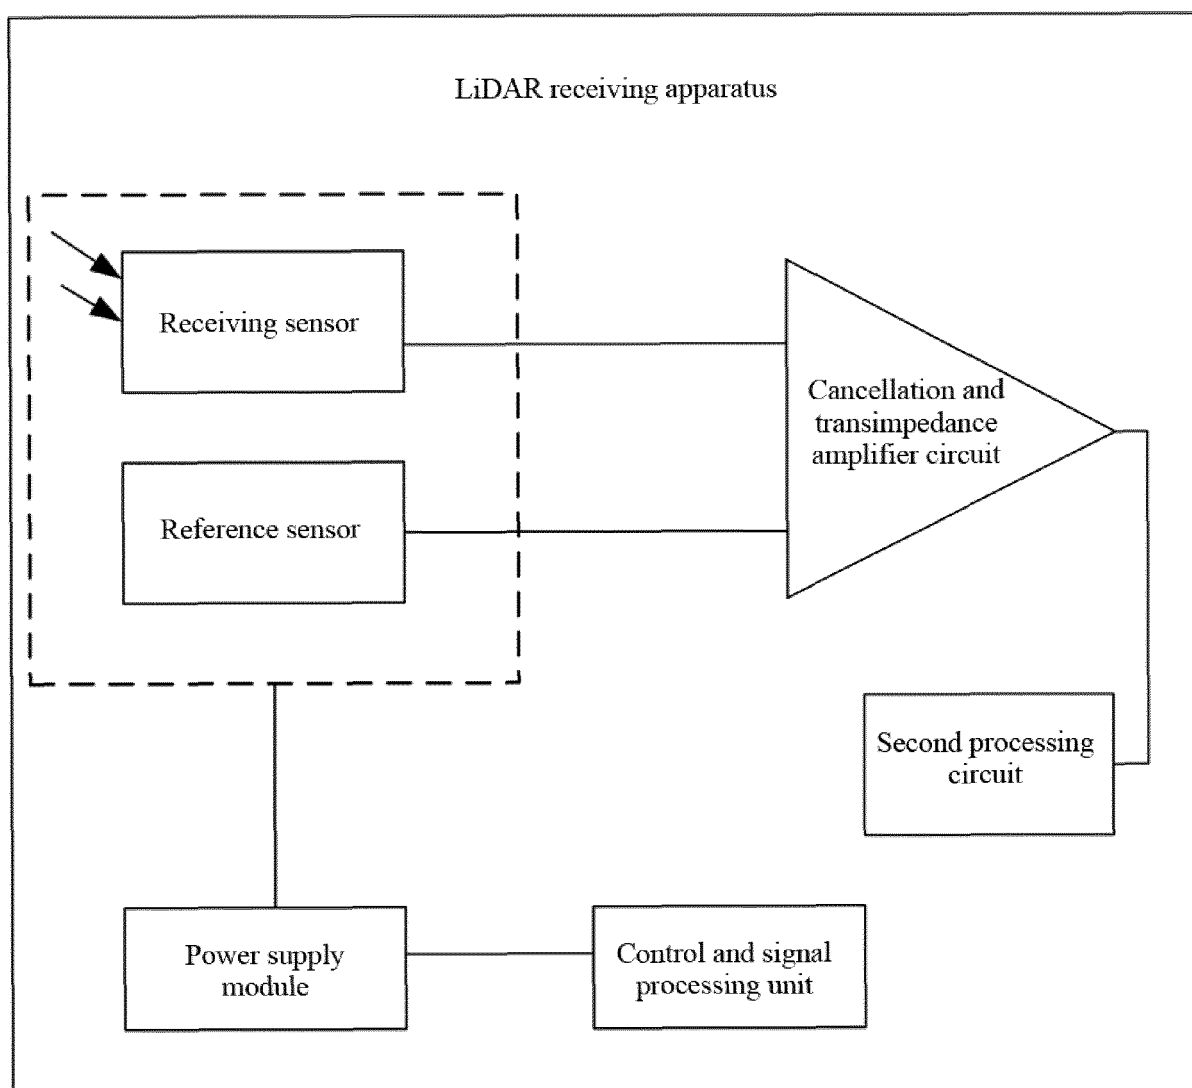 LiDAR receiving apparatus
Receiving sensor
Cancellation and
transimpedance
amplifier circuit
Reference sensor
Second processing
circuit
Power supply
module
Control and signal
processing unit